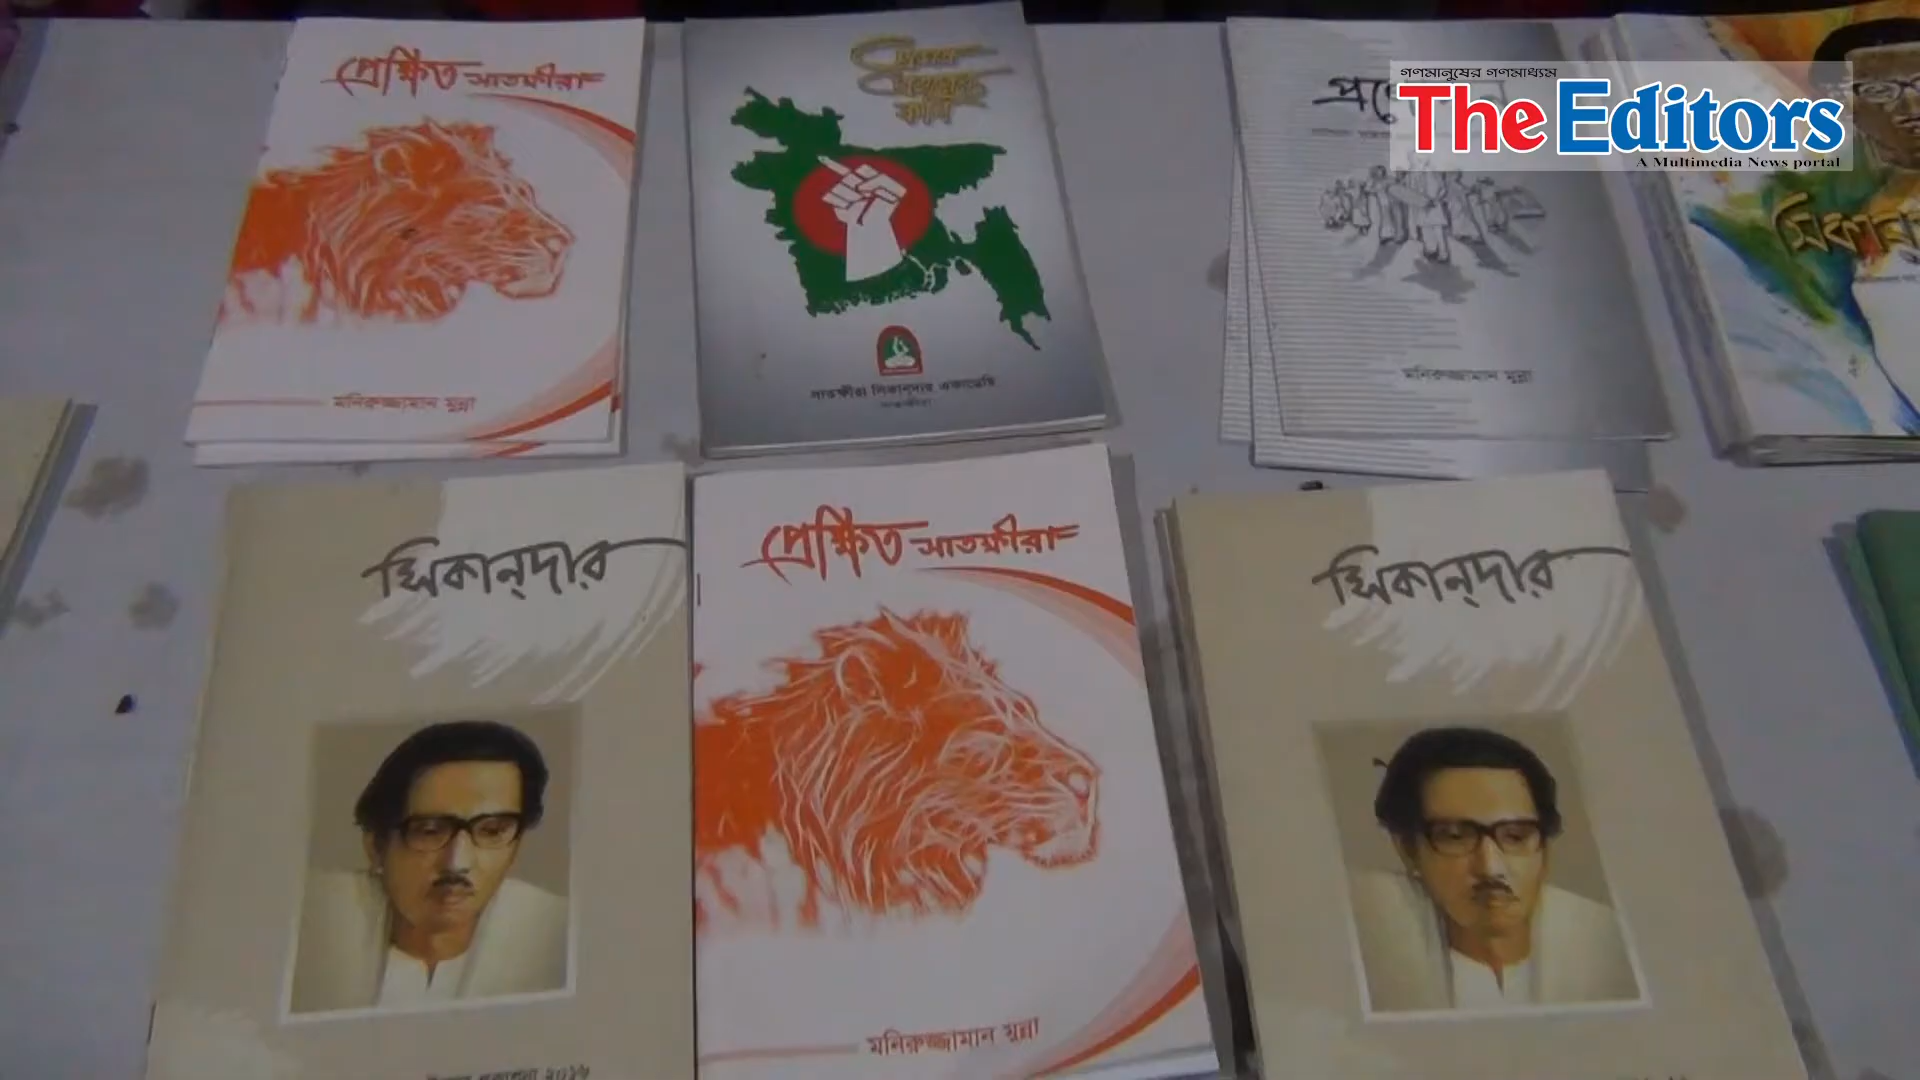 প্রেক্ষিত সাতক্ষীরা
মনিরুজ্জামান মুন্না
সাতক্ষীরা সিকান্‌দার একাডেমি
সাতক্ষীরা
মনিরুজ্জামান মুন্না
গণমানুষের গণমাধ্যম
The Editors
A Multimedia News portal
সিকান্‌দার
প্রেক্ষিত সাতক্ষীরা
মনিরুজ্জামান মুন্না
সিকান্‌দার